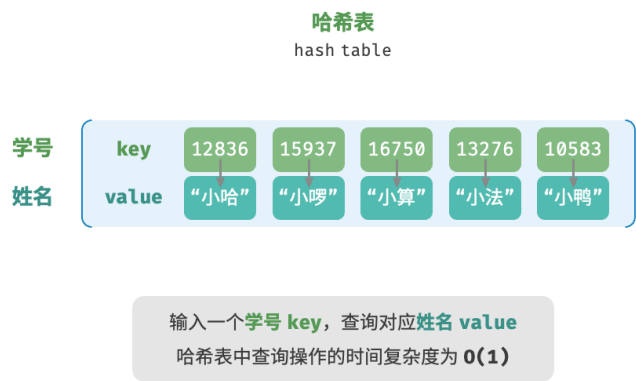 哈希表
hash table
学号 key 12836 15937 16750 13276 10583
姓名 value “小哈” “小啰” “小算” “小法” “小鸭”
输入一个学号 key，查询对应姓名 value
哈希表中查询操作的时间复杂度为 O(1)